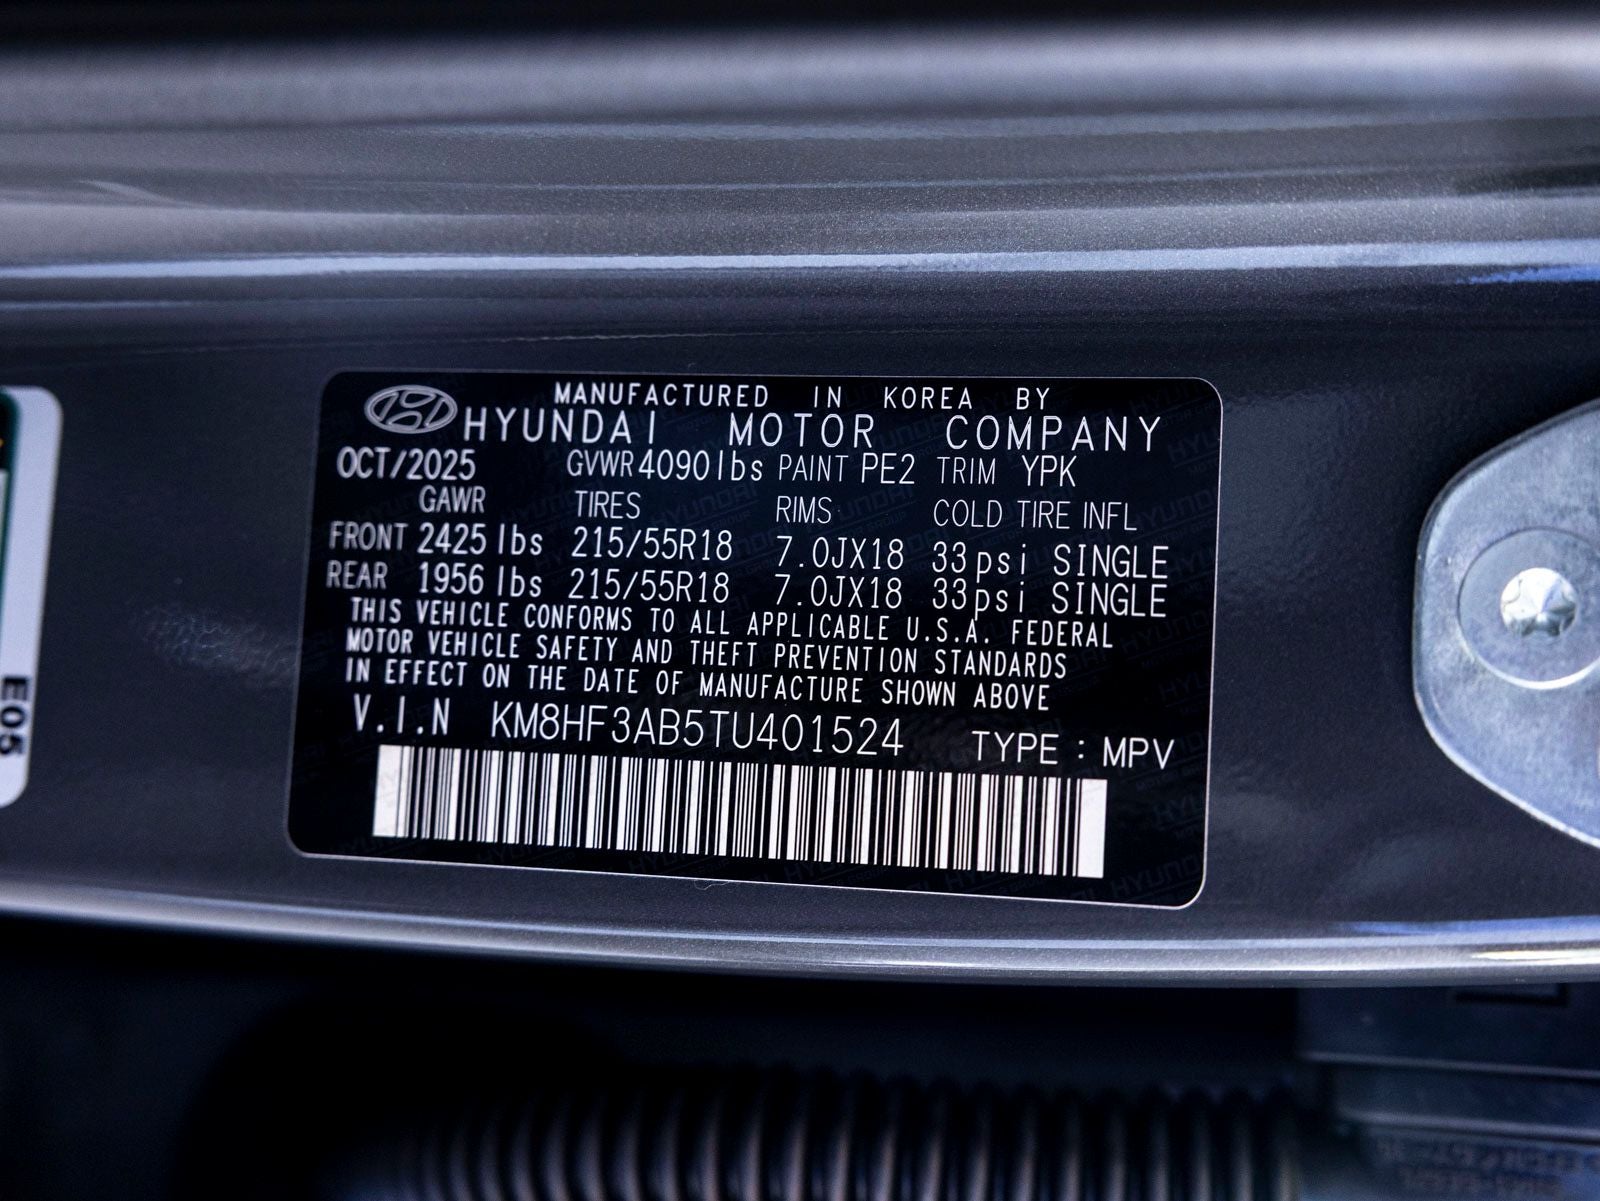 MANUFACTURED IN KOREA BY
HYUNDAI MOTOR COMPANY
OCT/2025 GVWR 4090lbs PAINT PE2 TRIM YPK
GAWR TIRES RIMS COLD TIRE INFL
FRONT 2425 lbs 215/55R18 7.0JX18 33psi SINGLE
REAR 1956 lbs 215/55R18 7.0JX18 33psi SINGLE
THIS VEHICLE CONFORMS TO ALL APPLICABLE U.S.A. FEDERAL
MOTOR VEHICLE SAFETY AND THEFT PREVENTION STANDARDS
IN EFFECT ON THE DATE OF MANUFACTURE SHOWN ABOVE
V.I.N KM8HF3AB5TU401524 TYPE : MPV
E05